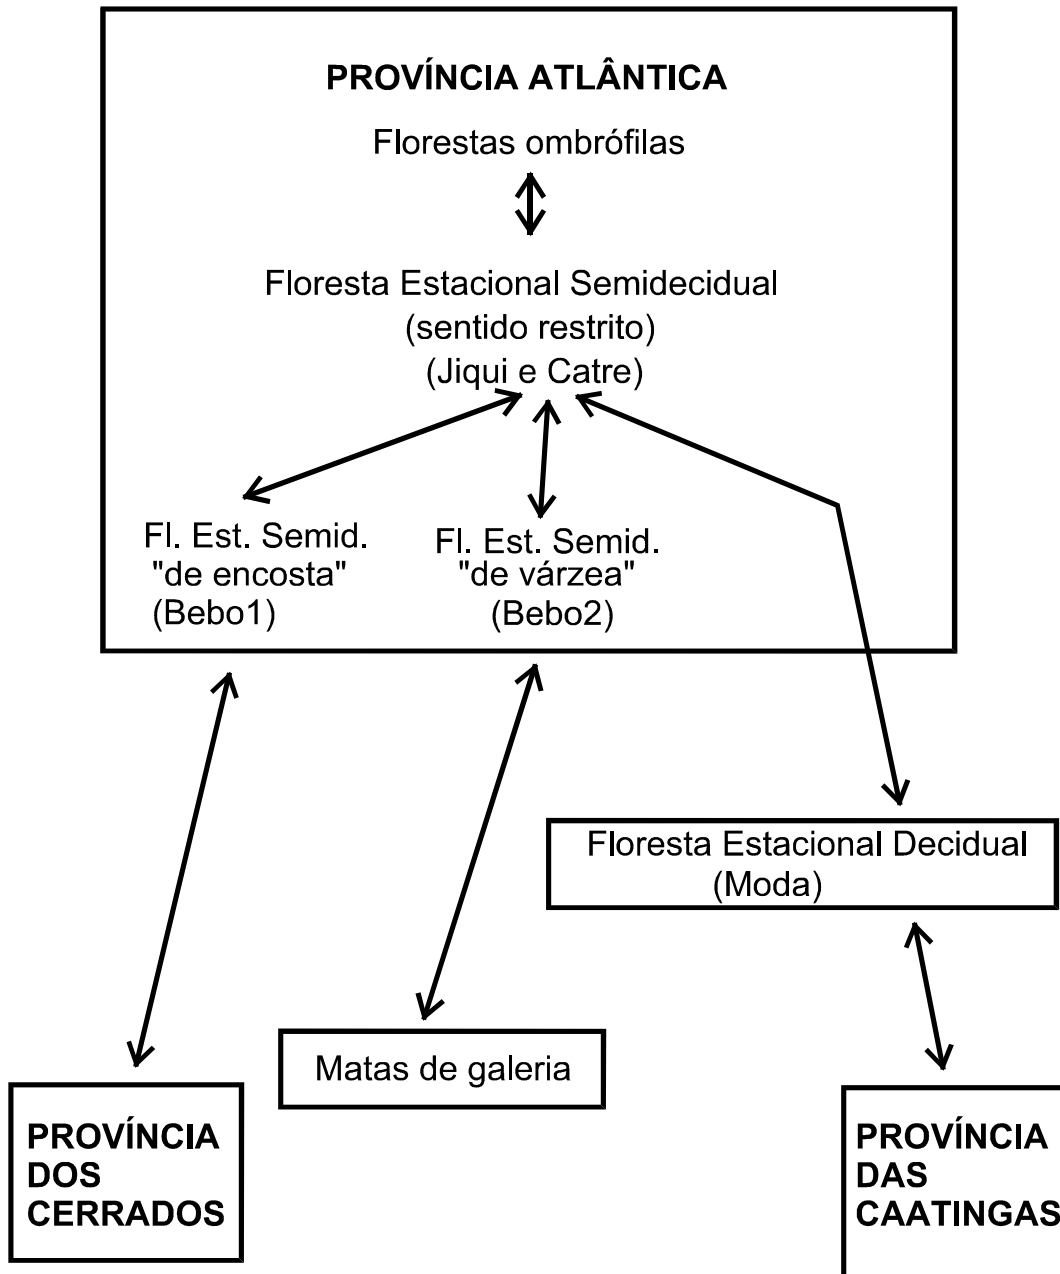 PROVÍNCIA ATLÂNTICA
Florestas ombrófilas
Floresta Estacional Semidecidual
(sentido restrito)
(Jiqui e Catre)
Fl. Est. Semid.
"de encosta"
(Bebo1)
Fl. Est. Semid.
"de várzea"
(Bebo2)
Floresta Estacional Decidual
(Moda)
Matas de galeria
PROVÍNCIA
DOS
CERRADOS
PROVÍNCIA
DAS
CAATINGAS